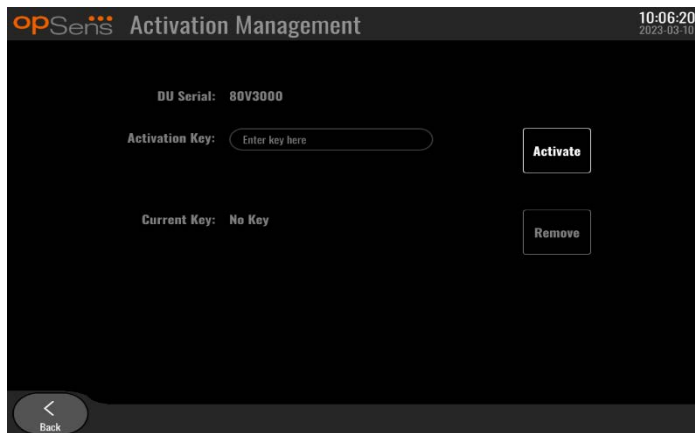 opSens Activation Management
10:06:20
2023-03-10
DU Serial: 80V3000
Activation Key: Enter key here
Activate
Current Key: No Key
Remove
Back